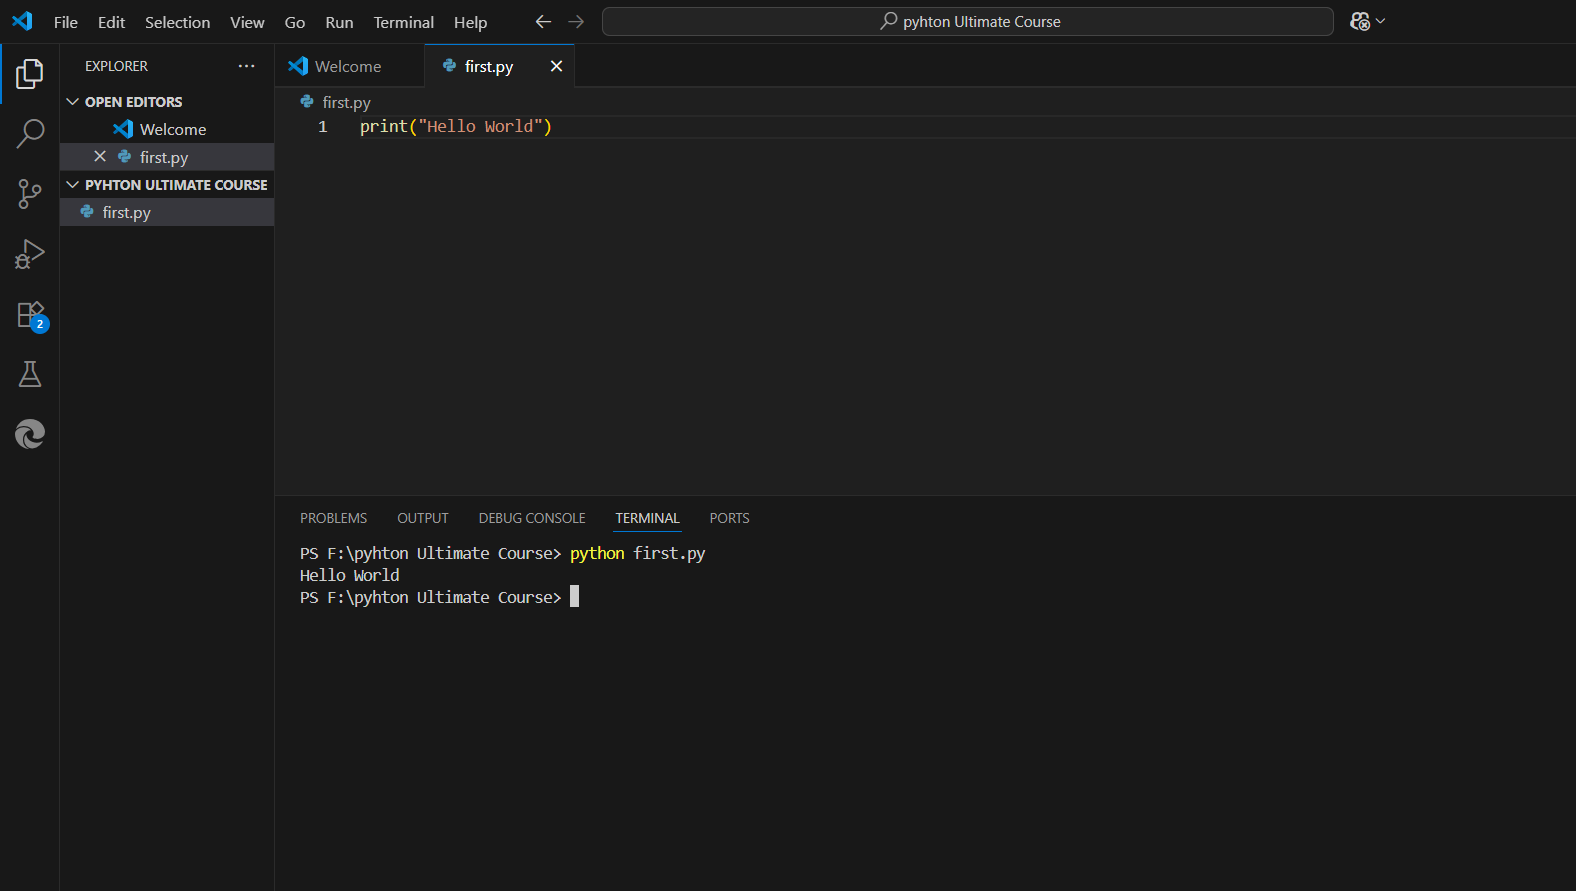 File Edit Selection View Go Run Terminal Help pyhton Ultimate Course
EXPLORER
OPEN EDITORS
Welcome
first.py
PYHTON ULTIMATE COURSE
first.py
2
Welcome first.py
first.py
1 print("Hello World")
PROBLEMS OUTPUT DEBUG CONSOLE TERMINAL PORTS
PS F:\pyhton Ultimate Course> python first.py
Hello World
PS F:\pyhton Ultimate Course>